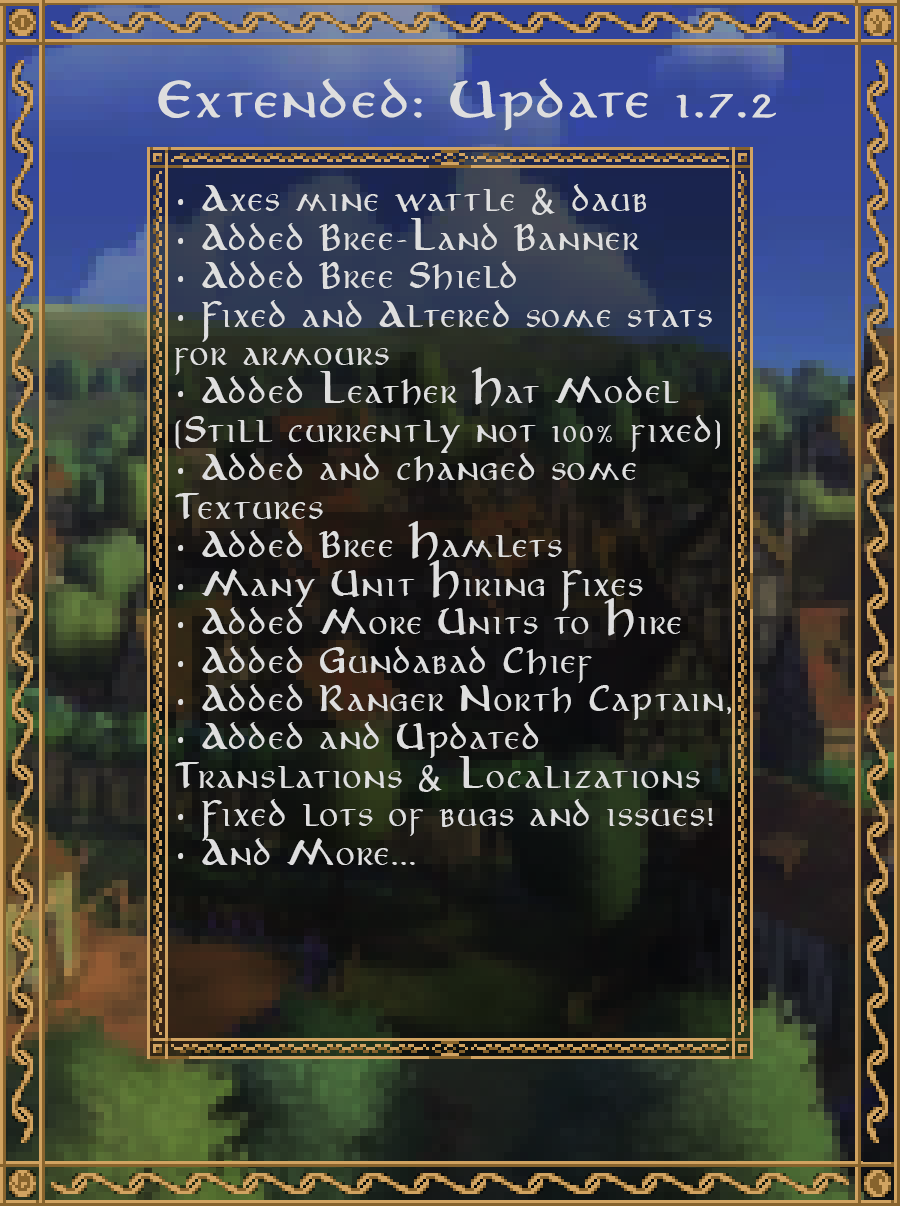 Extended: Update 1.7.2
• Axes mine wattle & daub
• Added Bree-Land Banner
• Added Bree Shield
• Fixed and Altered some stats
for armours
• Added Leather Hat Model
(Still currently not 100% fixed)
• Added and changed some
Textures
• Added Bree Hamlets
• Many Unit Hiring Fixes
• Added More Units to Hire
• Added Gundabad Chief
• Added Ranger North Captain,
• Added and Updated
Translations & Localizations
• Fixed lots of bugs and issues!
• And More...